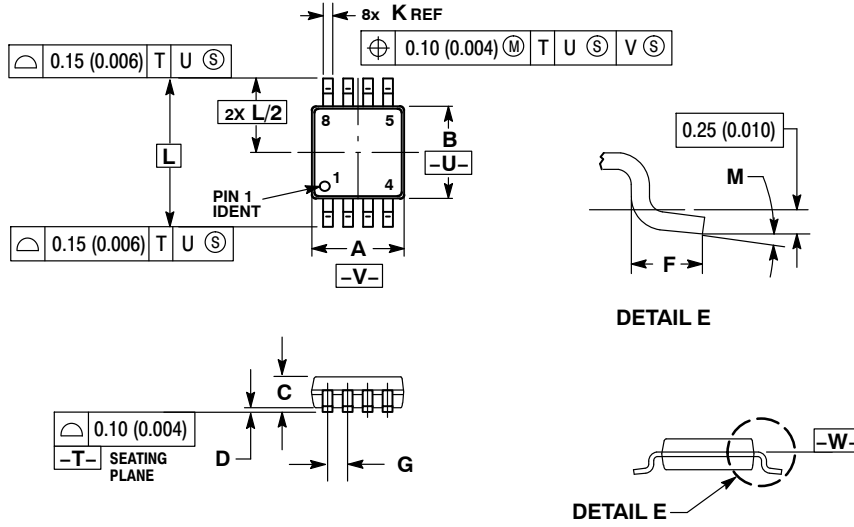 8x K REF
⌖ 0.10 (0.004) Ⓜ T U Ⓢ V Ⓢ
⌓ 0.15 (0.006) T U Ⓢ
2X L/2
L
8 5
B
-U-
PIN 1
IDENT
1 4
⌓ 0.15 (0.006) T U Ⓢ
A
-V-
0.25 (0.010)
M
F
DETAIL E
C
⌓ 0.10 (0.004)
-T- SEATING
PLANE
D
G
-W-
DETAIL E